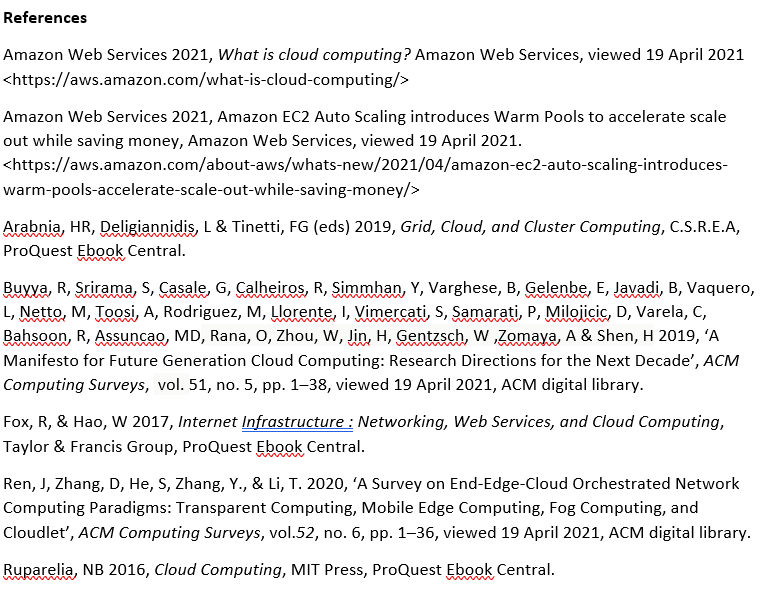 References
Amazon Web Services 2021, What is cloud computing? Amazon Web Services, viewed 19 April 2021
<https://aws.amazon.com/what-is-cloud-computing/>
Amazon Web Services 2021, Amazon EC2 Auto Scaling introduces Warm Pools to accelerate scale
out while saving money, Amazon Web Services, viewed 19 April 2021.
<https://aws.amazon.com/about-aws/whats-new/2021/04/amazon-ec2-auto-scaling-introduces-
warm-pools-accelerate-scale-out-while-saving-money/>
Arabnia, HR, Deligiannidis, L & Tinetti, FG (eds) 2019, Grid, Cloud, and Cluster Computing, C.S.R.E.A,
ProQuest Ebook Central.
Buyya, R, Srirama, S, Casale, G, Calheiros, R, Simmhan, Y, Varghese, B, Gelenbe, E, Javadi, B, Vaquero,
L, Netto, M, Toosi, A, Rodriguez, M, Llorente, I, Vimercati, S, Samarati, P, Milojicic, D, Varela, C,
Bahsoon, R, Assuncao, MD, Rana, O, Zhou, W, Jin, H, Gentzsch, W ,Zomaya, A & Shen, H 2019, ‘A
Manifesto for Future Generation Cloud Computing: Research Directions for the Next Decade’, ACM
Computing Surveys,  vol. 51, no. 5, pp. 1–38, viewed 19 April 2021, ACM digital library.
Fox, R, & Hao, W 2017, Internet Infrastructure : Networking, Web Services, and Cloud Computing,
Taylor & Francis Group, ProQuest Ebook Central.
Ren, J, Zhang, D, He, S, Zhang, Y., & Li, T. 2020, ‘A Survey on End-Edge-Cloud Orchestrated Network
Computing Paradigms: Transparent Computing, Mobile Edge Computing, Fog Computing, and
Cloudlet’, ACM Computing Surveys, vol.52, no. 6, pp. 1–36, viewed 19 April 2021, ACM digital library.
Ruparelia, NB 2016, Cloud Computing, MIT Press, ProQuest Ebook Central.